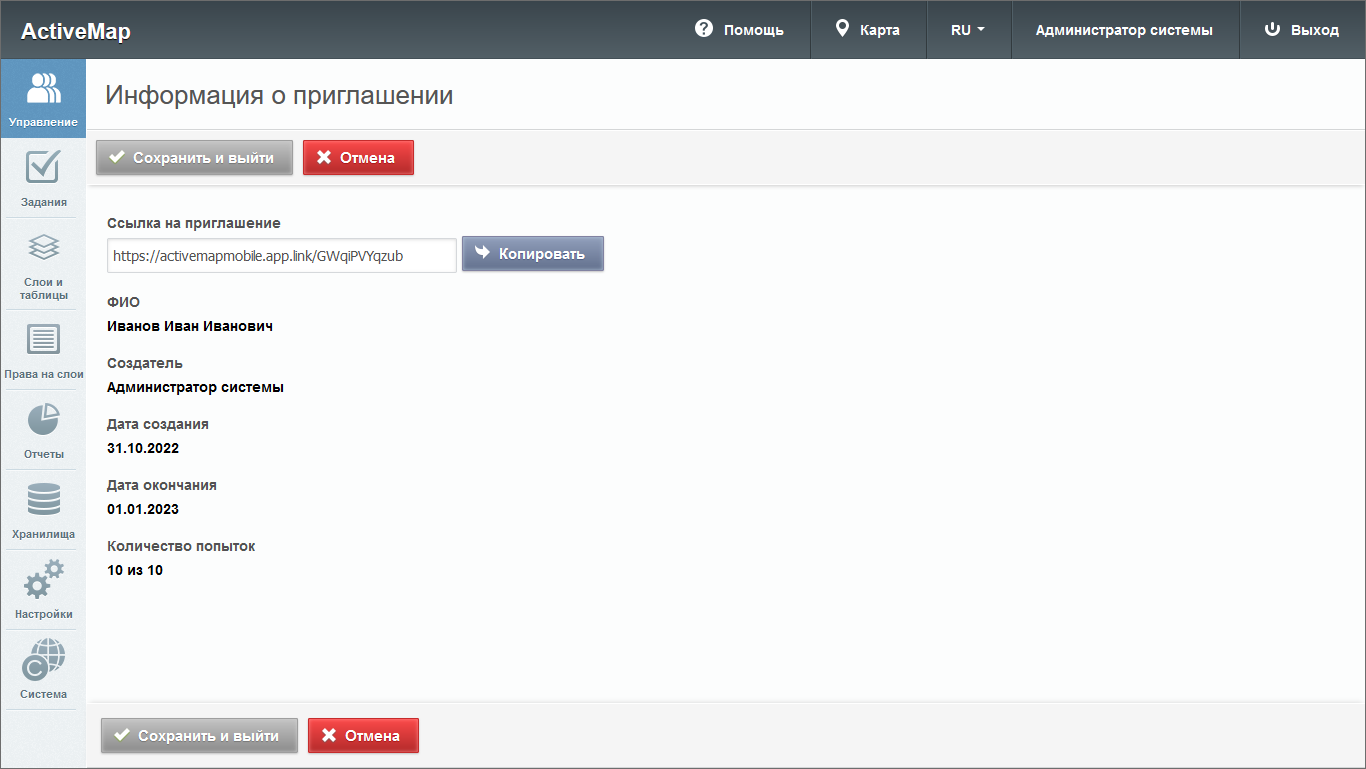 ActiveMap
Помощь
Карта
RU
Администратор системы
Выход
Управление
Задания
Слои и
таблицы
Права на слои
Отчеты
Хранилища
Настройки
Система
Информация о приглашении
Сохранить и выйти
Отмена
Ссылка на приглашение
https://activemapmobile.app.link/GWqiPVYqzub
Копировать
ФИО
Иванов Иван Иванович
Создатель
Администратор системы
Дата создания
31.10.2022
Дата окончания
01.01.2023
Количество попыток
10 из 10
Сохранить и выйти
Отмена